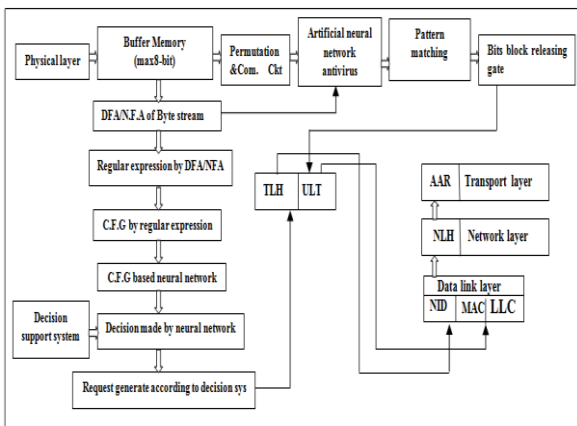 Physical layer
Buffer Memory
(max8-bit)
Permutation
&Com. Ckt
Artificial neural
network
antivirus
Pattern
matching
Bits block releasing
gate
DFA/N.F.A of Byte stream
Regular expression by DFA/NFA
C.F.G by regular expression
C.F.G based neural network
Decision
support system
Decision made by neural network
Request generate according to decision sys
TLH ULT
AAR Transport layer
NLH Network layer
Data link layer
NID MAC LLC